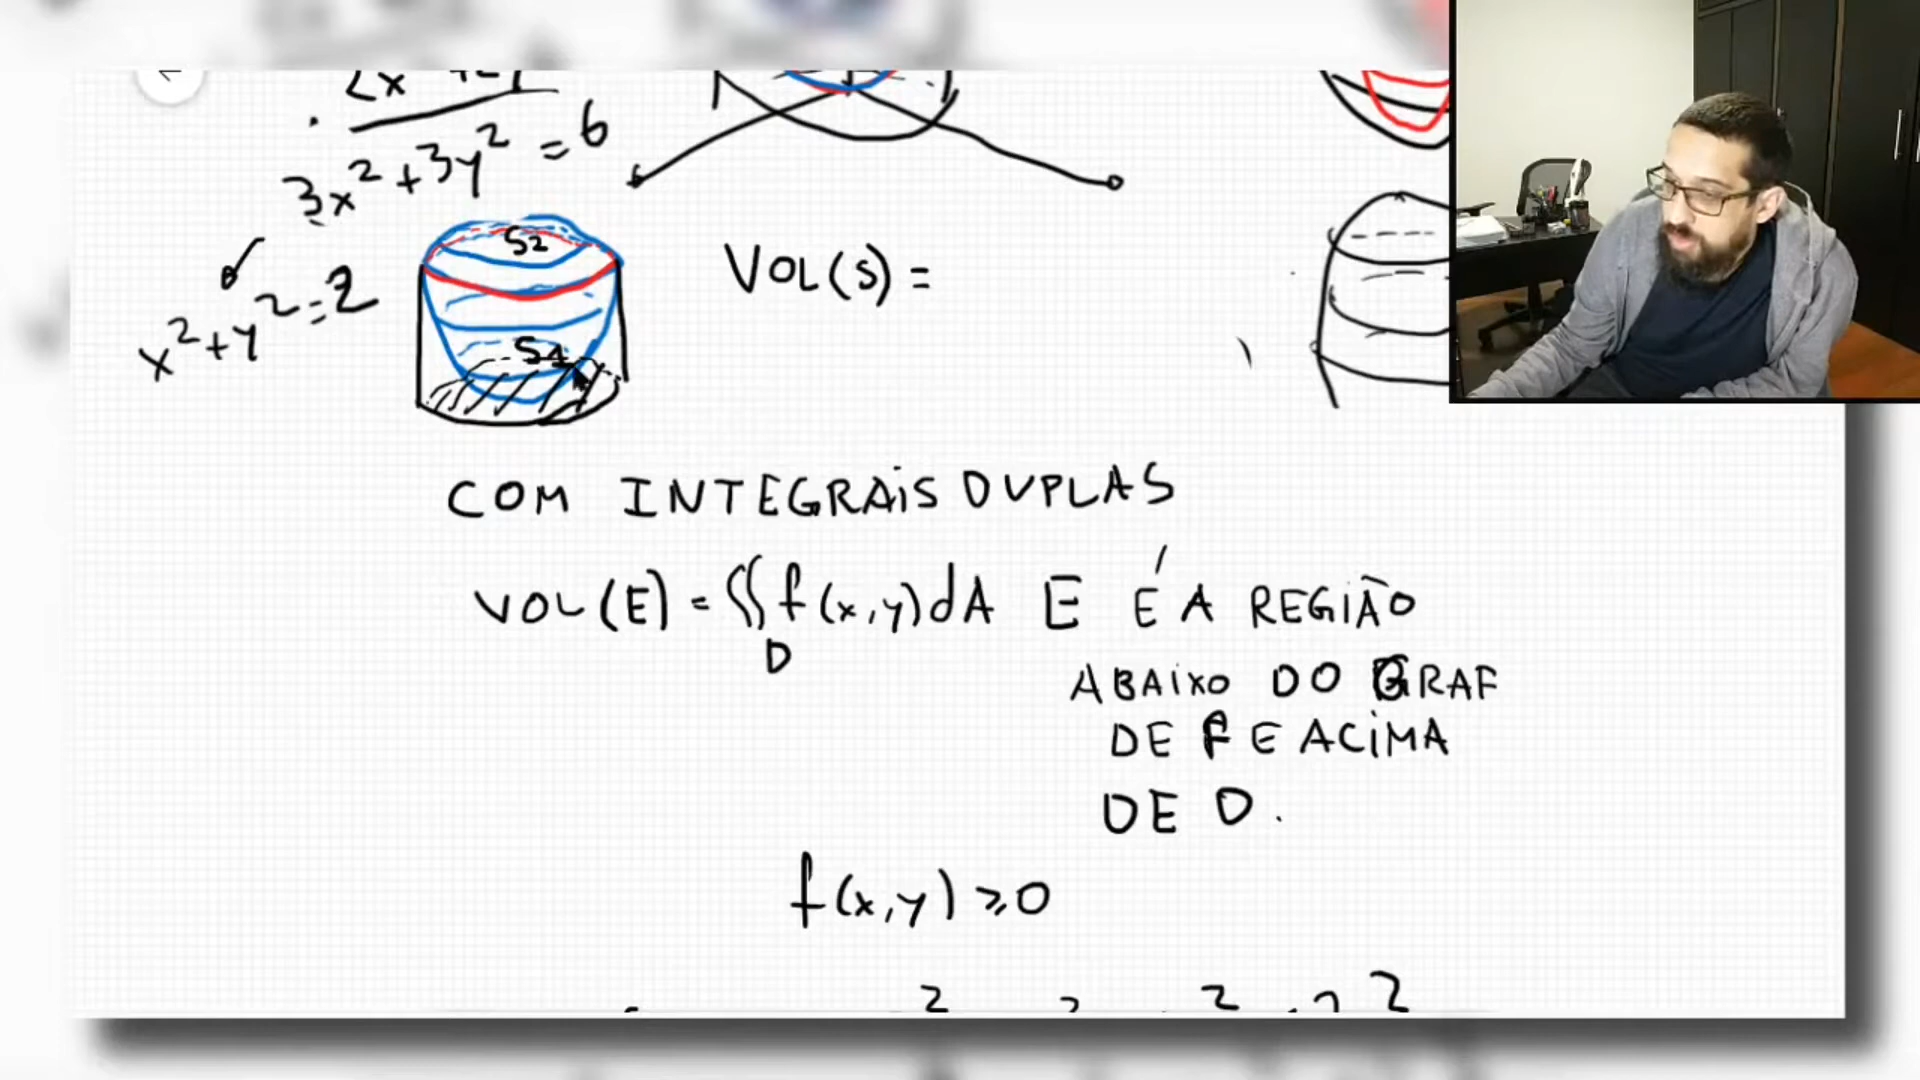 3x²+3y² = 6
S2
VOL(S) =
x²+y²=2
S1
COM INTEGRAIS DUPLAS
VOL(E) = ∬ f(x,y)dA E É A REGIÃO
D
ABAIXO DO GRAF
DE F E ACIMA
DE D.
f(x,y) ≥ 0